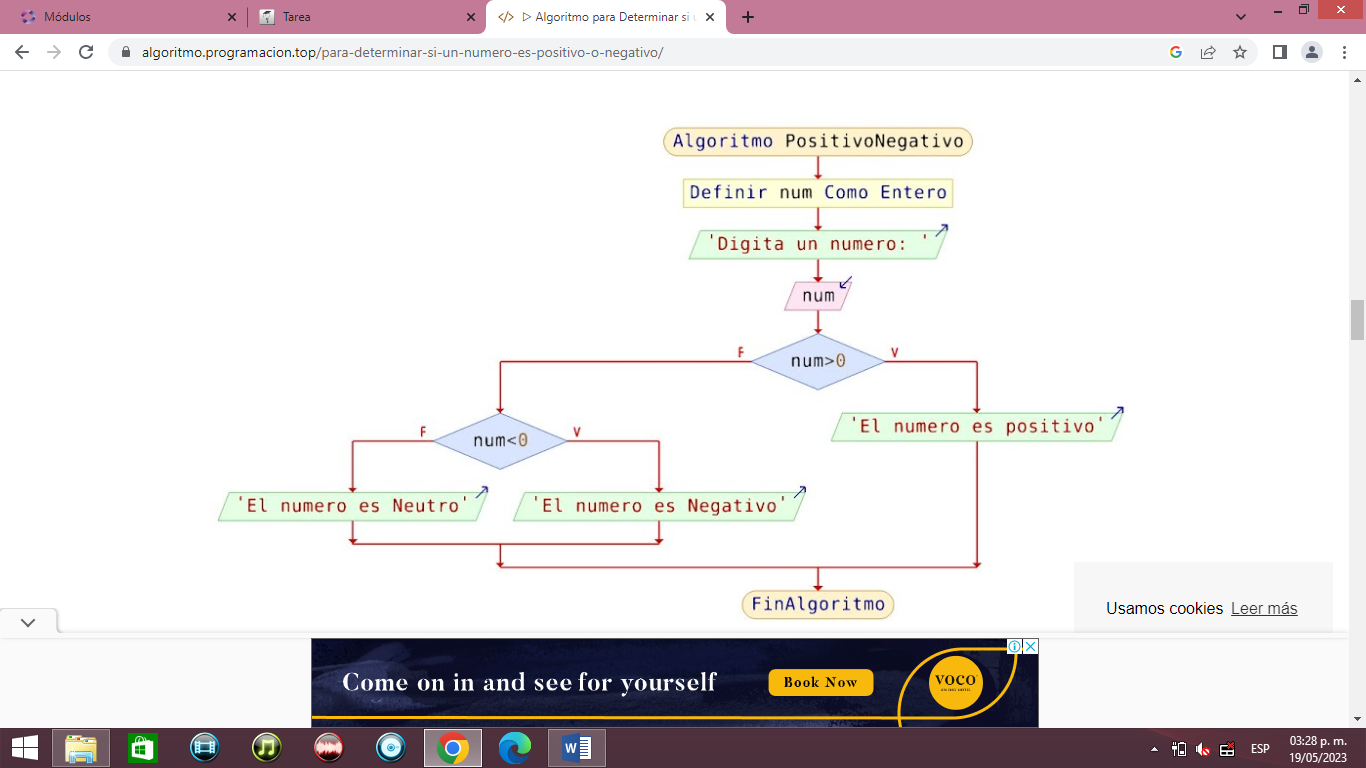 Módulos
Tarea
Algoritmo para Determinar si u
algoritmo.programacion.top/para-determinar-si-un-numero-es-positivo-o-negativo/
Algoritmo PositivoNegativo
Definir num Como Entero
'Digita un numero: '
num
F
num>0
V
F
num<0
V
'El numero es positivo'
'El numero es Neutro'
'El numero es Negativo'
FinAlgoritmo
Usamos cookies Leer más
Come on in and see for yourself
Book Now
VOCO
ESP
03:28 p. m.
19/05/2023